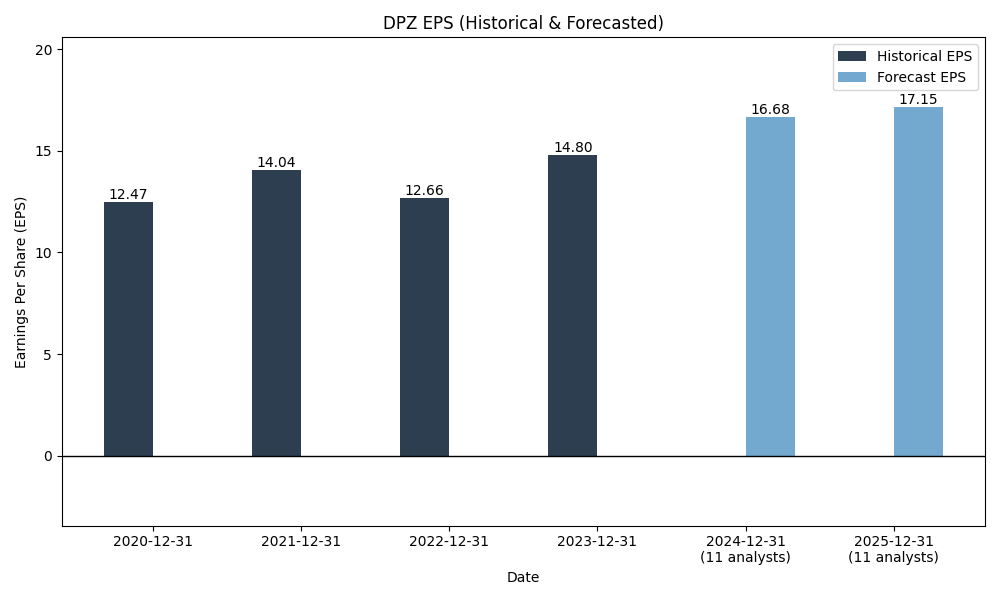 DPZ EPS (Historical & Forecasted)
Historical EPS
Forecast EPS
Earnings Per Share (EPS)
20
15
10
5
0
12.47
14.04
12.66
14.80
16.68
17.15
2020-12-31
2021-12-31
2022-12-31
2023-12-31
2024-12-31
(11 analysts)
2025-12-31
(11 analysts)
Date